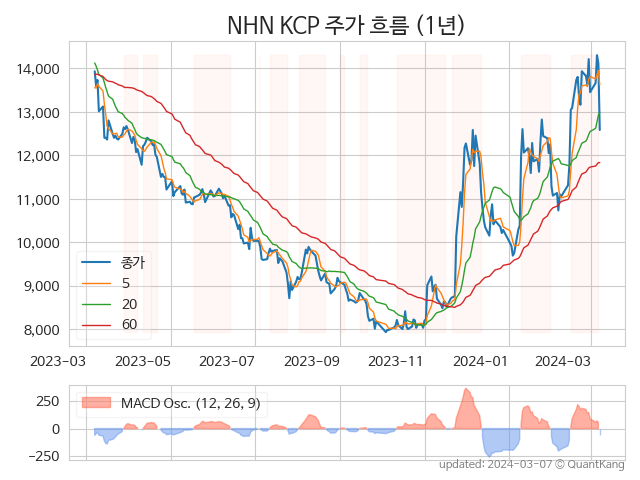 NHN KCP 주가 흐름 (1년)
14,000
13,000
12,000
11,000
10,000
9,000
8,000
종가
5
20
60
2023-03 2023-05 2023-07 2023-09 2023-11 2024-01 2024-03
250
0
−250
MACD Osc. (12, 26, 9)
updated: 2024-03-07 © QuantKang